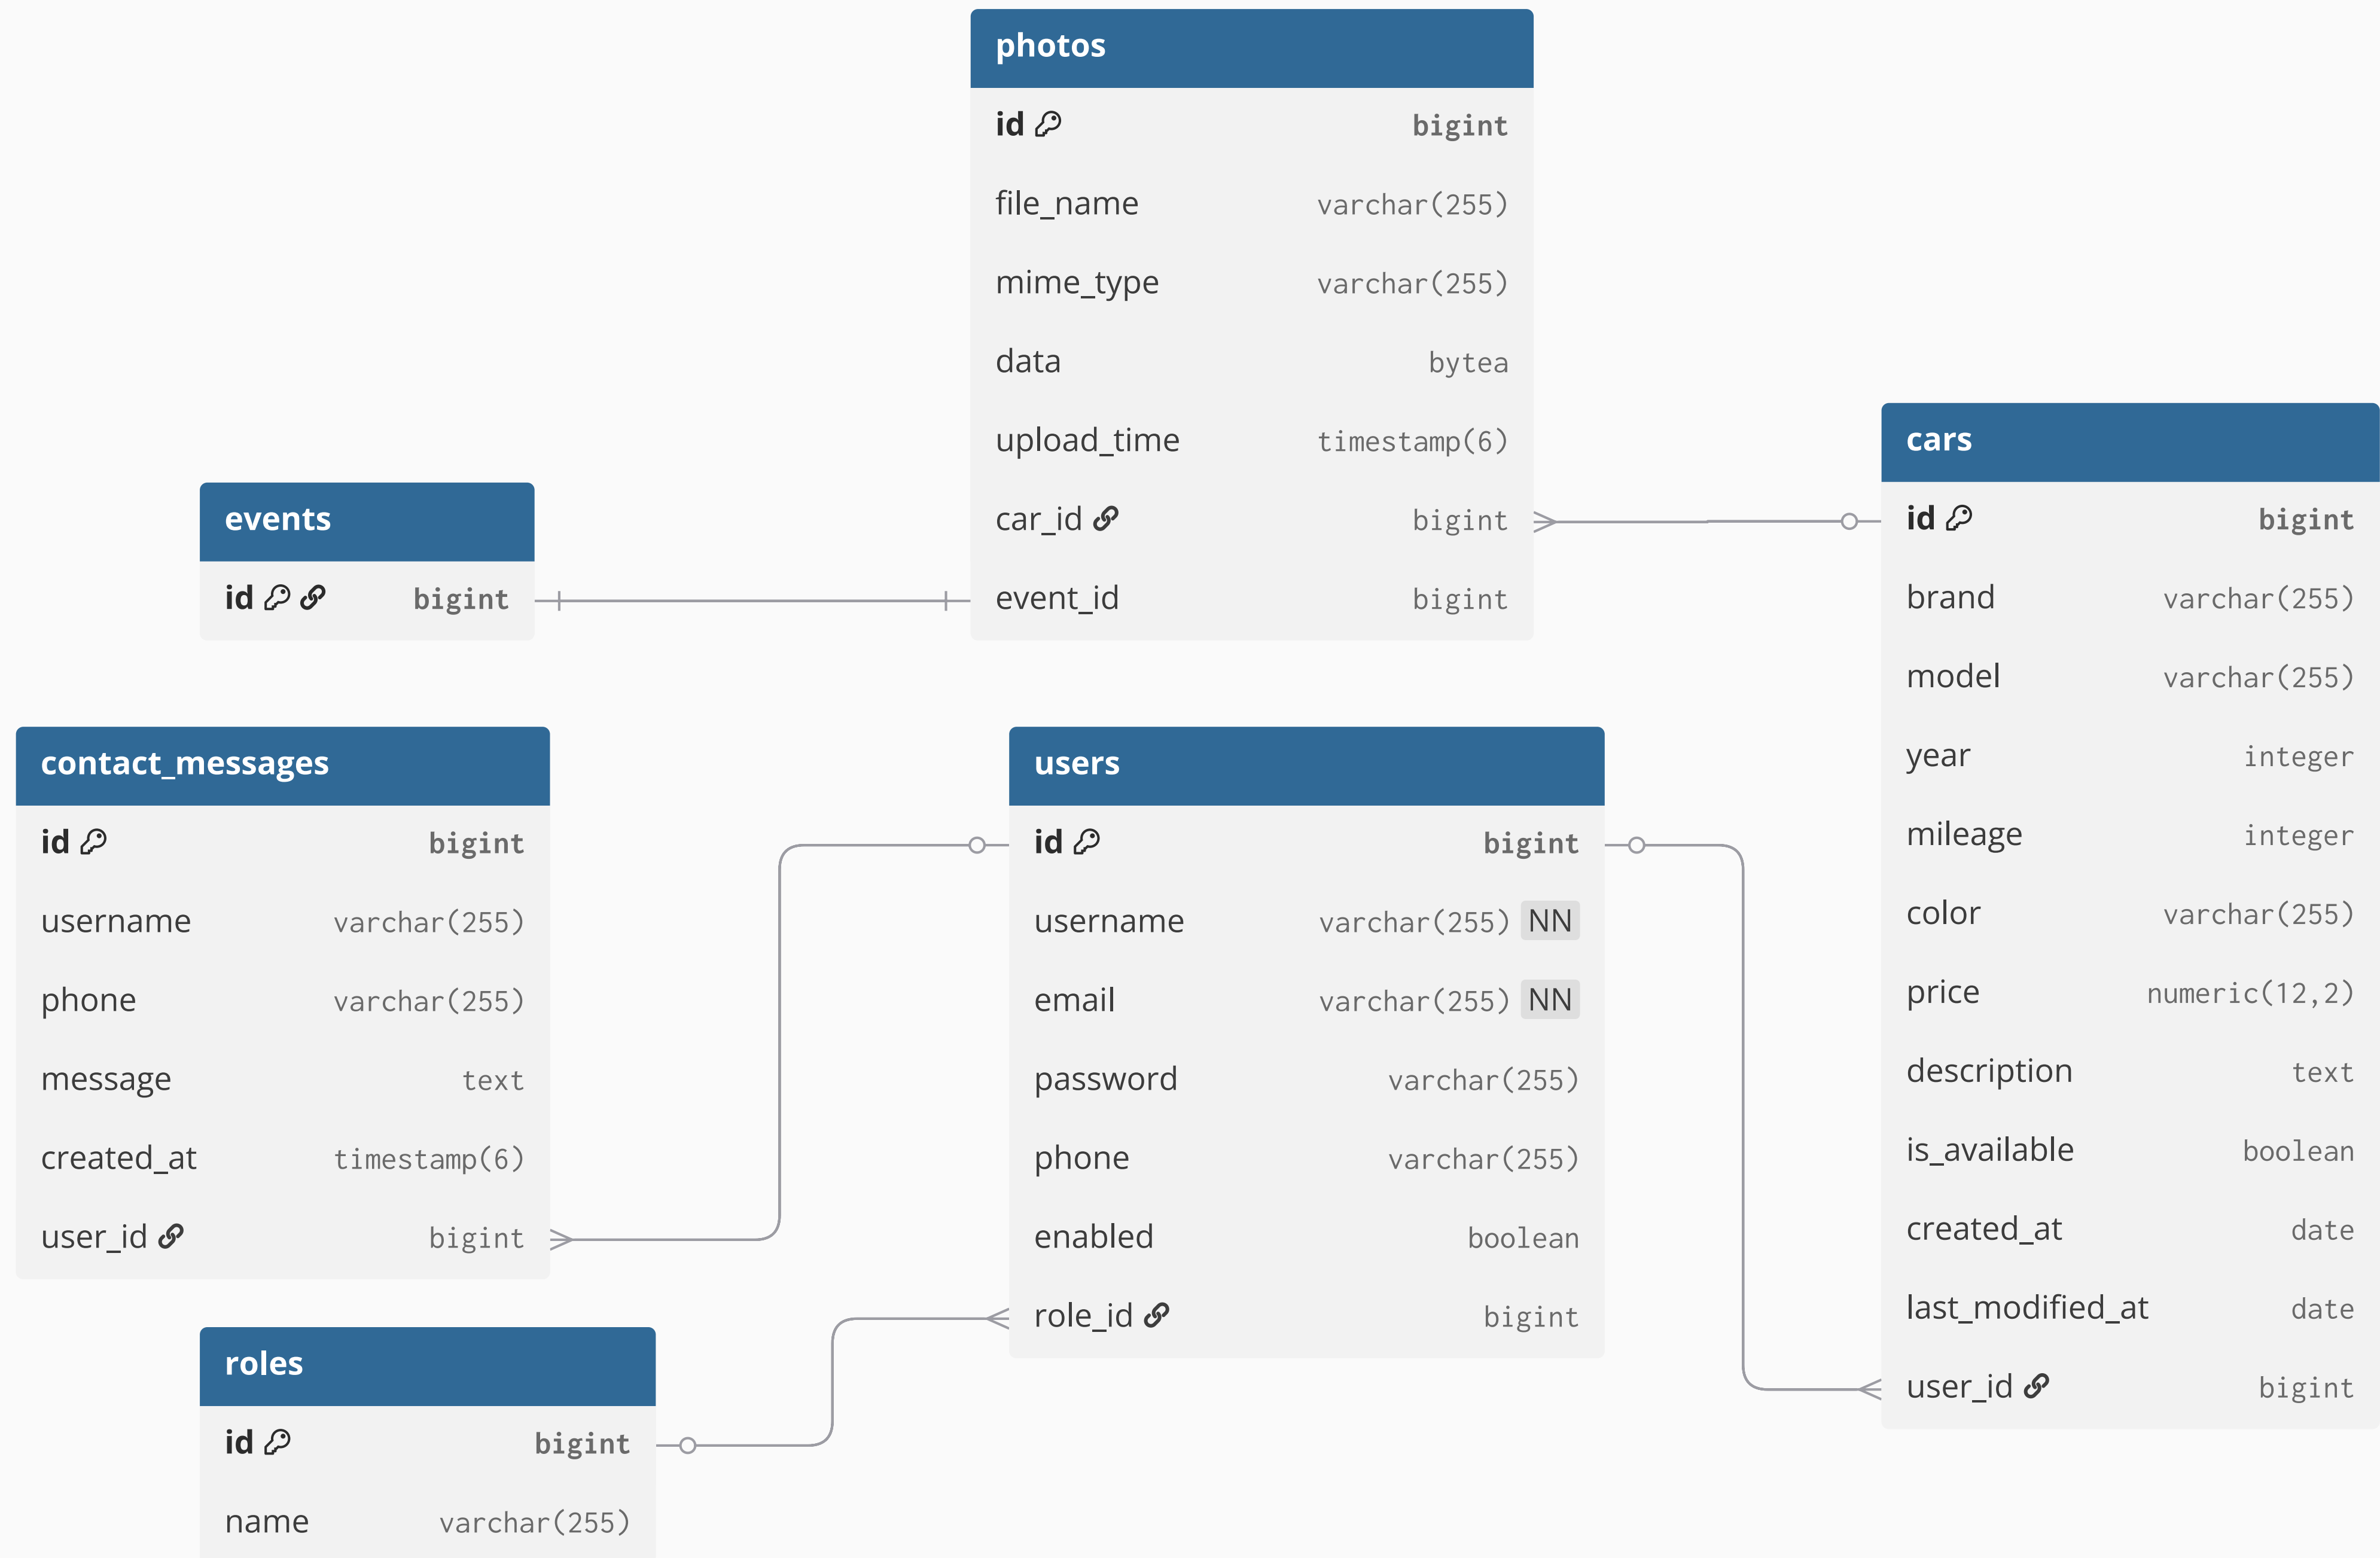 photos
id bigint
file_name varchar(255)
mime_type varchar(255)
data bytea
upload_time timestamp(6)
car_id bigint
event_id bigint
events
id bigint
cars
id bigint
brand varchar(255)
model varchar(255)
year integer
mileage integer
color varchar(255)
price numeric(12,2)
description text
is_available boolean
created_at date
last_modified_at date
user_id bigint
contact_messages
id bigint
username varchar(255)
phone varchar(255)
message text
created_at timestamp(6)
user_id bigint
users
id bigint
username varchar(255) NN
email varchar(255) NN
password varchar(255)
phone varchar(255)
enabled boolean
role_id bigint
roles
id bigint
name varchar(255)